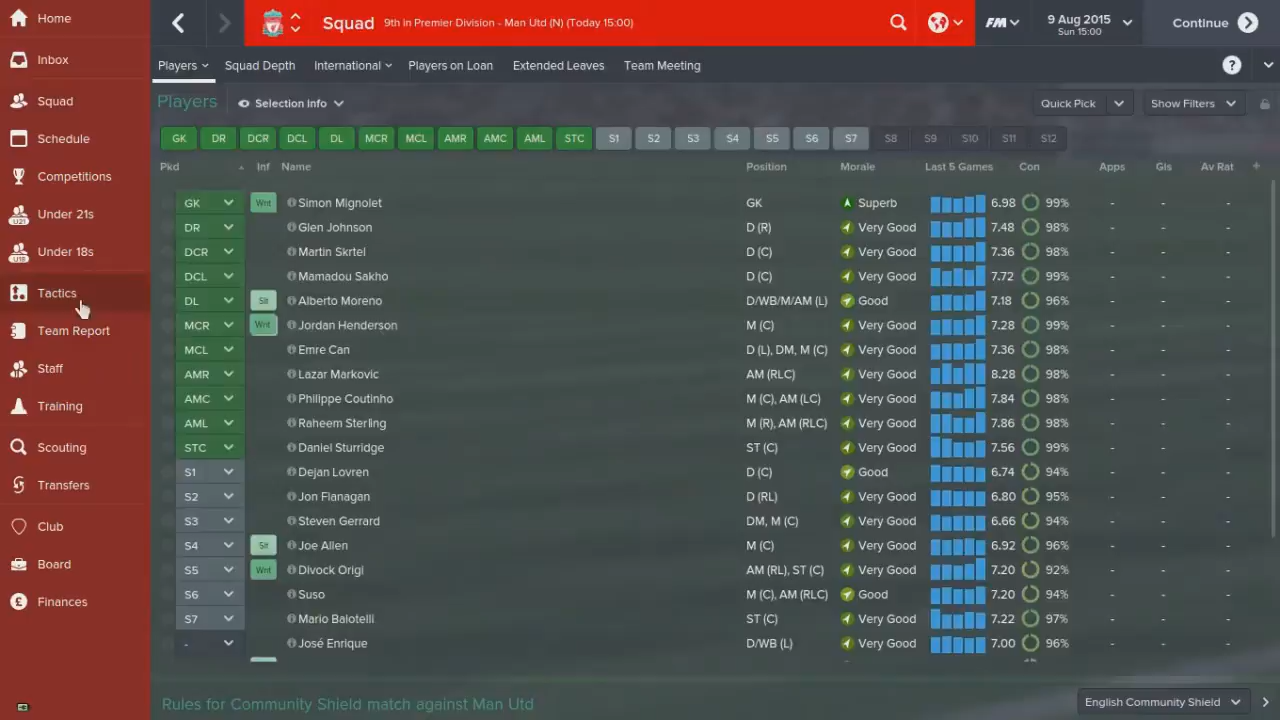 Home
Inbox
Squad
Schedule
Competitions
Under 21s
Under 18s
Tactics
Team Report
Staff
Training
Scouting
Transfers
Club
Board
Finances
Squad 9th in Premier Division - Man Utd (N) (Today 15:00)
FM
9 Aug 2015
Sun 15:00
Continue
Players Squad Depth International Players on Loan Extended Leaves Team Meeting ?
Players Selection Info Quick Pick Show Filters
GK DR DCR DCL DL MCR MCL AMR AMC AML STC S1 S2 S3 S4 S5 S6 S7 S8 S9 S10 S11 S12
Pkd Inf Name Position Morale Last 5 Games Con Apps Gls Av Rat +
GK Wnt Simon Mignolet GK Superb 6.98 99% - - -
DR Glen Johnson D (R) Very Good 7.48 98% - - -
DCR Martin Skrtel D (C) Very Good 7.36 98% - - -
DCL Mamadou Sakho D (C) Very Good 7.72 99% - - -
DL Slt Alberto Moreno D/WB/M/AM (L) Good 7.18 96% - - -
MCR Wnt Jordan Henderson M (C) Very Good 7.28 99% - - -
MCL Emre Can D (L), DM, M (C) Very Good 7.36 98% - - -
AMR Lazar Markovic AM (RLC) Very Good 8.28 98% - - -
AMC Philippe Coutinho M (C), AM (LC) Very Good 7.84 98% - - -
AML Raheem Sterling M (R), AM (RLC) Very Good 7.86 98% - - -
STC Daniel Sturridge ST (C) Very Good 7.56 99% - - -
S1 Dejan Lovren D (C) Good 6.74 94% - - -
S2 Jon Flanagan D (RL) Very Good 6.80 95% - - -
S3 Steven Gerrard DM, M (C) Very Good 6.66 94% - - -
S4 Slt Joe Allen M (C) Very Good 6.92 96% - - -
S5 Wnt Divock Origi AM (RL), ST (C) Very Good 7.20 92% - - -
S6 Suso M (C), AM (RLC) Good 7.20 94% - - -
S7 Mario Balotelli ST (C) Very Good 7.22 97% - - -
- José Enrique D/WB (L) Very Good 7.00 96% - - -
Rules for Community Shield match against Man Utd English Community Shield